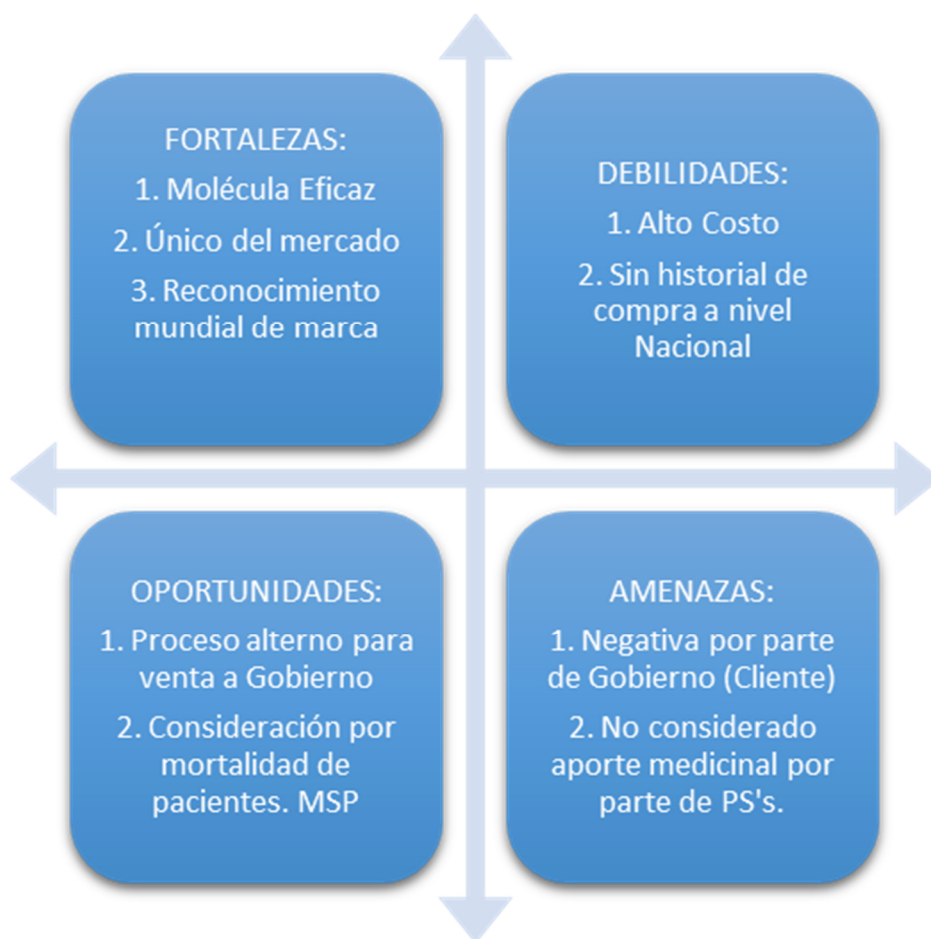 FORTALEZAS:
1. Molécula Eficaz
2. Único del mercado
3. Reconocimiento
mundial de marca
DEBILIDADES:
1. Alto Costo
2. Sin historial de
compra a nivel
Nacional
OPORTUNIDADES:
1. Proceso alterno para
venta a Gobierno
2. Consideración por
mortalidad de
pacientes. MSP
AMENAZAS:
1. Negativa por parte
de Gobierno (Cliente)
2. No considerado
aporte medicinal por
parte de PS's.